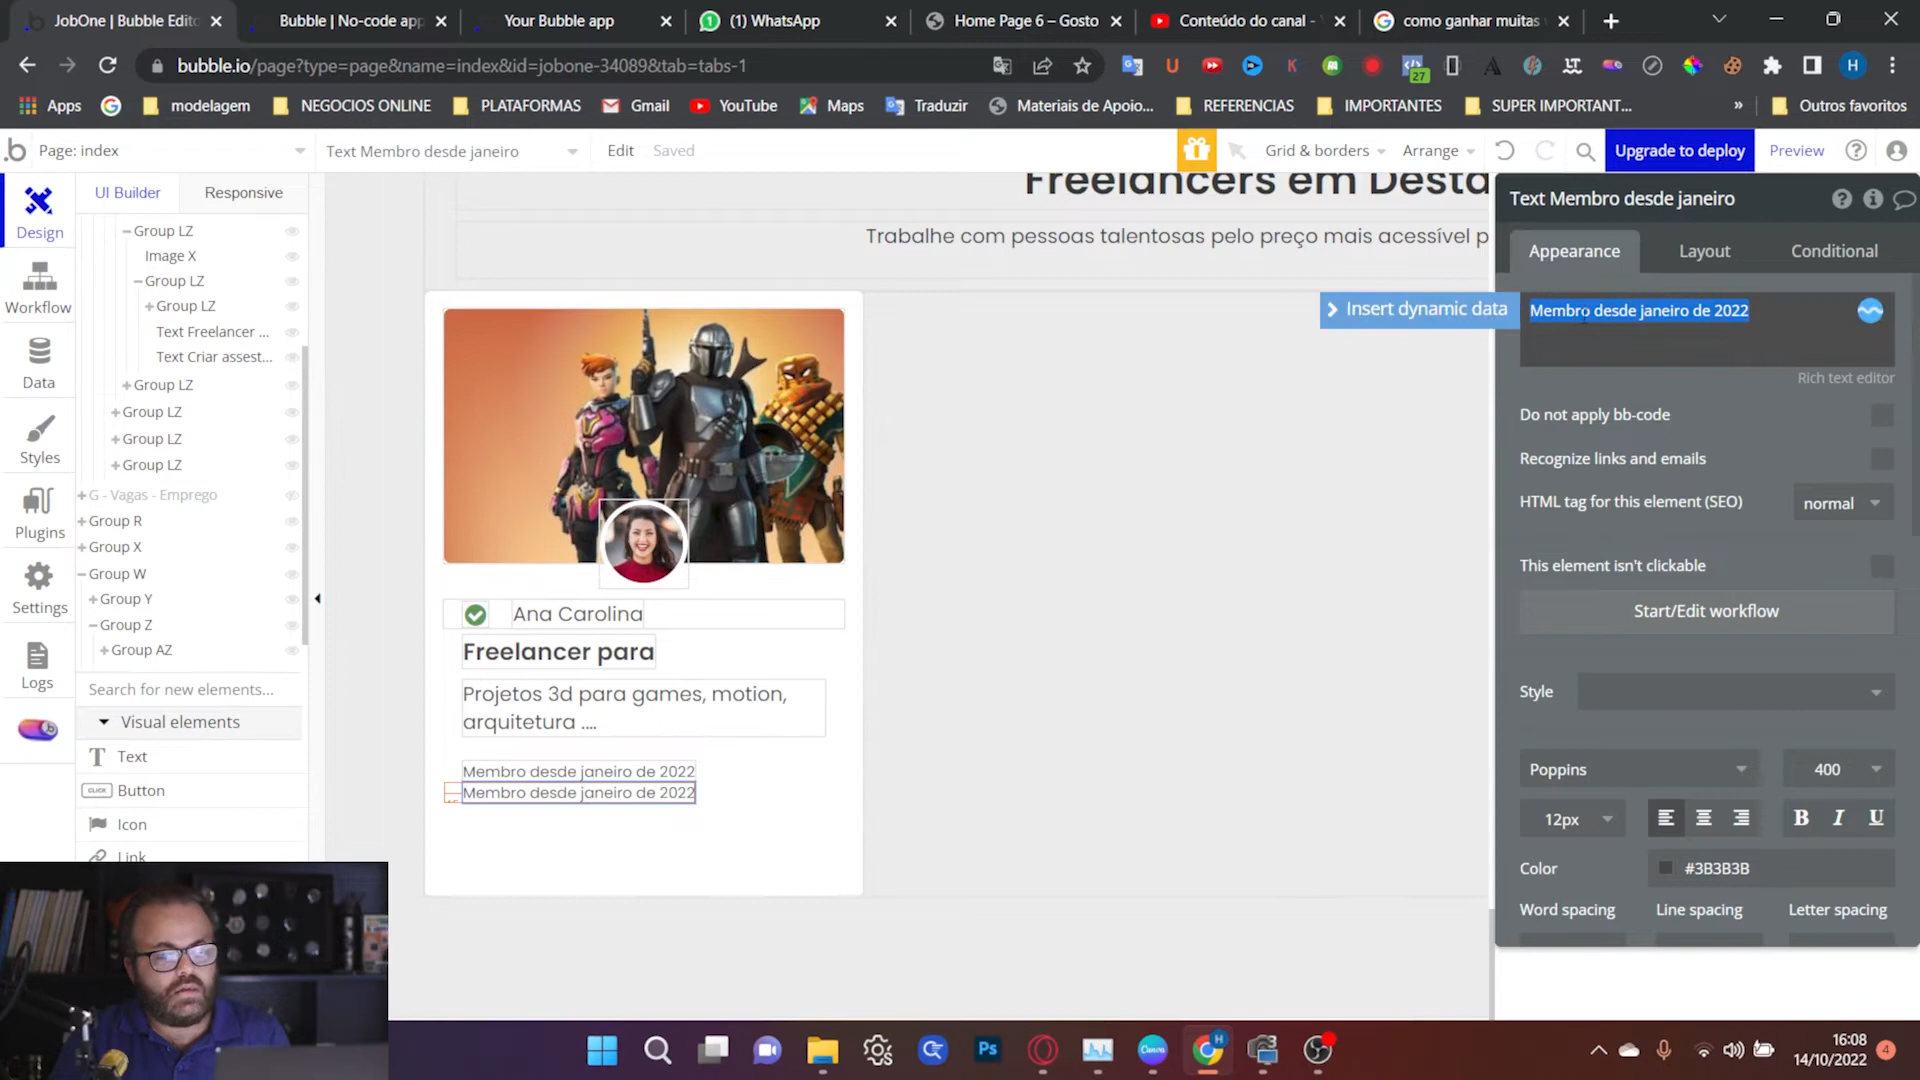 JobOne | Bubble Edito
Bubble | No-code app
Your Bubble app
(1) WhatsApp
Home Page 6 – Gosto
Conteúdo do canal -
como ganhar muitas
bubble.io/page?type=page&name=index&id=jobone-34089&tab=tabs-1
27
H
Apps
modelagem
NEGOCIOS ONLINE
PLATAFORMAS
Gmail
YouTube
Maps
Traduzir
Materiais de Apoio...
REFERENCIAS
IMPORTANTES
SUPER IMPORTANT...
Outros favoritos
.b Page: index
Text Membro desde janeiro
Edit
Saved
Grid & borders
Arrange
Upgrade to deploy
Preview
Design
Workflow
Data
Styles
Plugins
Settings
Logs
UI Builder
Responsive
Group LZ
Image X
Group LZ
Group LZ
Text Freelancer ...
Text Criar assest...
Group LZ
Group LZ
Group LZ
Group LZ
G - Vagas - Emprego
Group R
Group X
Group W
Group Y
Group Z
Group AZ
Search for new elements...
Visual elements
Text
CLICK Button
Icon
Link
Freelancers em Desta
Trabalhe com pessoas talentosas pelo preço mais acessível p
Ana Carolina
Freelancer para
Projetos 3d para games, motion,
arquitetura ....
Membro desde janeiro de 2022
Membro desde janeiro de 2022
Text Membro desde janeiro
Appearance
Layout
Conditional
Insert dynamic data
Membro desde janeiro de 2022
Rich text editor
Do not apply bb-code
Recognize links and emails
HTML tag for this element (SEO)
normal
This element isn't clickable
Start/Edit workflow
Style
Poppins
400
12px
B I U
Color
#3B3B3B
Word spacing
Line spacing
Letter spacing
Ps
Canva
H
16:08
14/10/2022
4